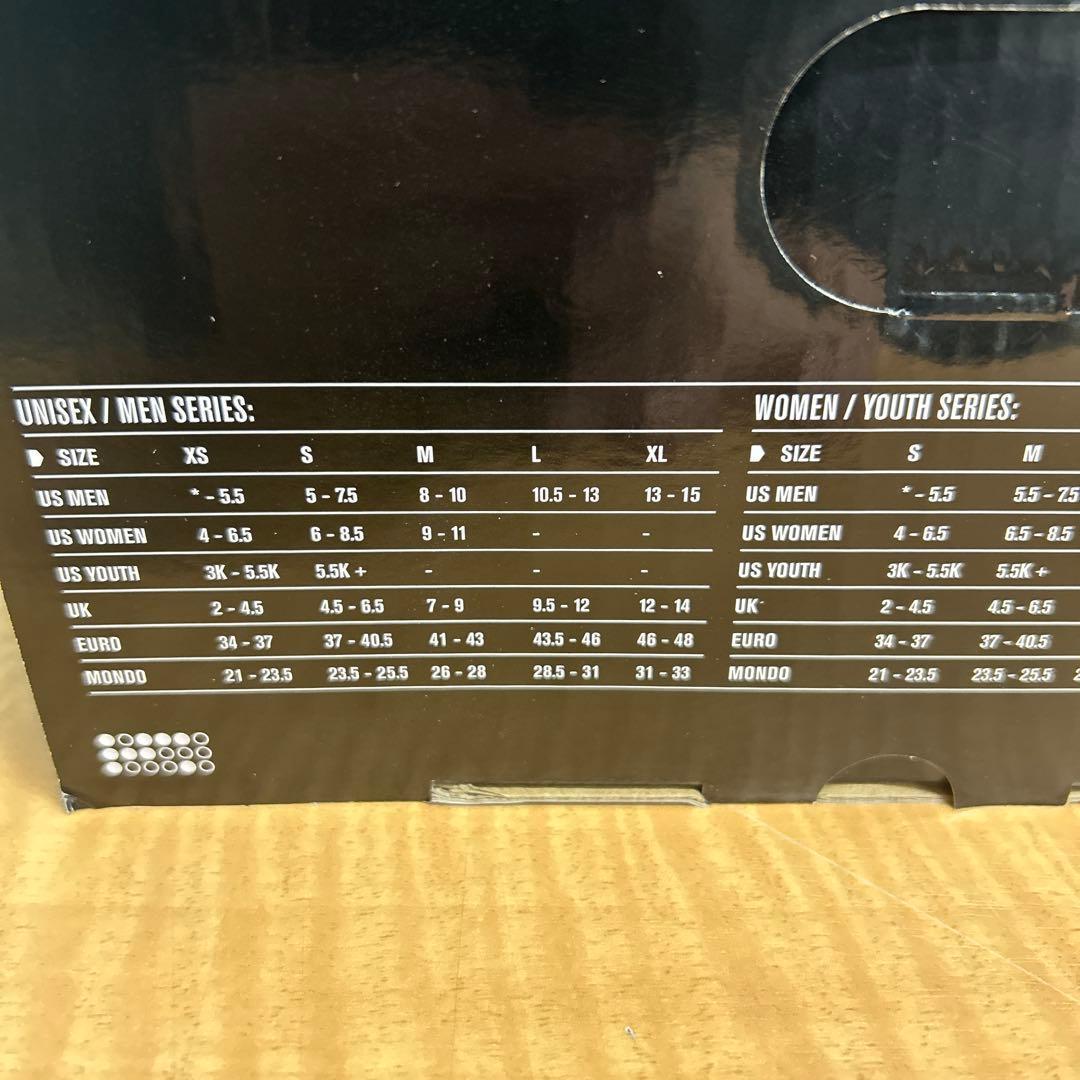 UNISEX / MEN SERIES:
SIZE XS S M L XL
US MEN * - 5.5 5 - 7.5 8 - 10 10.5 - 13 13 - 15
US WOMEN 4 - 6.5 6 - 8.5 9 - 11 - -
US YOUTH 3K - 5.5K 5.5K + - - -
UK 2 - 4.5 4.5 - 6.5 7 - 9 9.5 - 12 12 - 14
EURO 34 - 37 37 - 40.5 41 - 43 43.5 - 46 46 - 48
MONDO 21 - 23.5 23.5 - 25.5 26 - 28 28.5 - 31 31 - 33
WOMEN / YOUTH SERIES:
SIZE S M
US MEN * - 5.5 5.5 - 7.5
US WOMEN 4 - 6.5 6.5 - 8.5
US YOUTH 3K - 5.5K 5.5K +
UK 2 - 4.5 4.5 - 6.5
EURO 34 - 37 37 - 40.5
MONDO 21 - 23.5 23.5 - 25.5